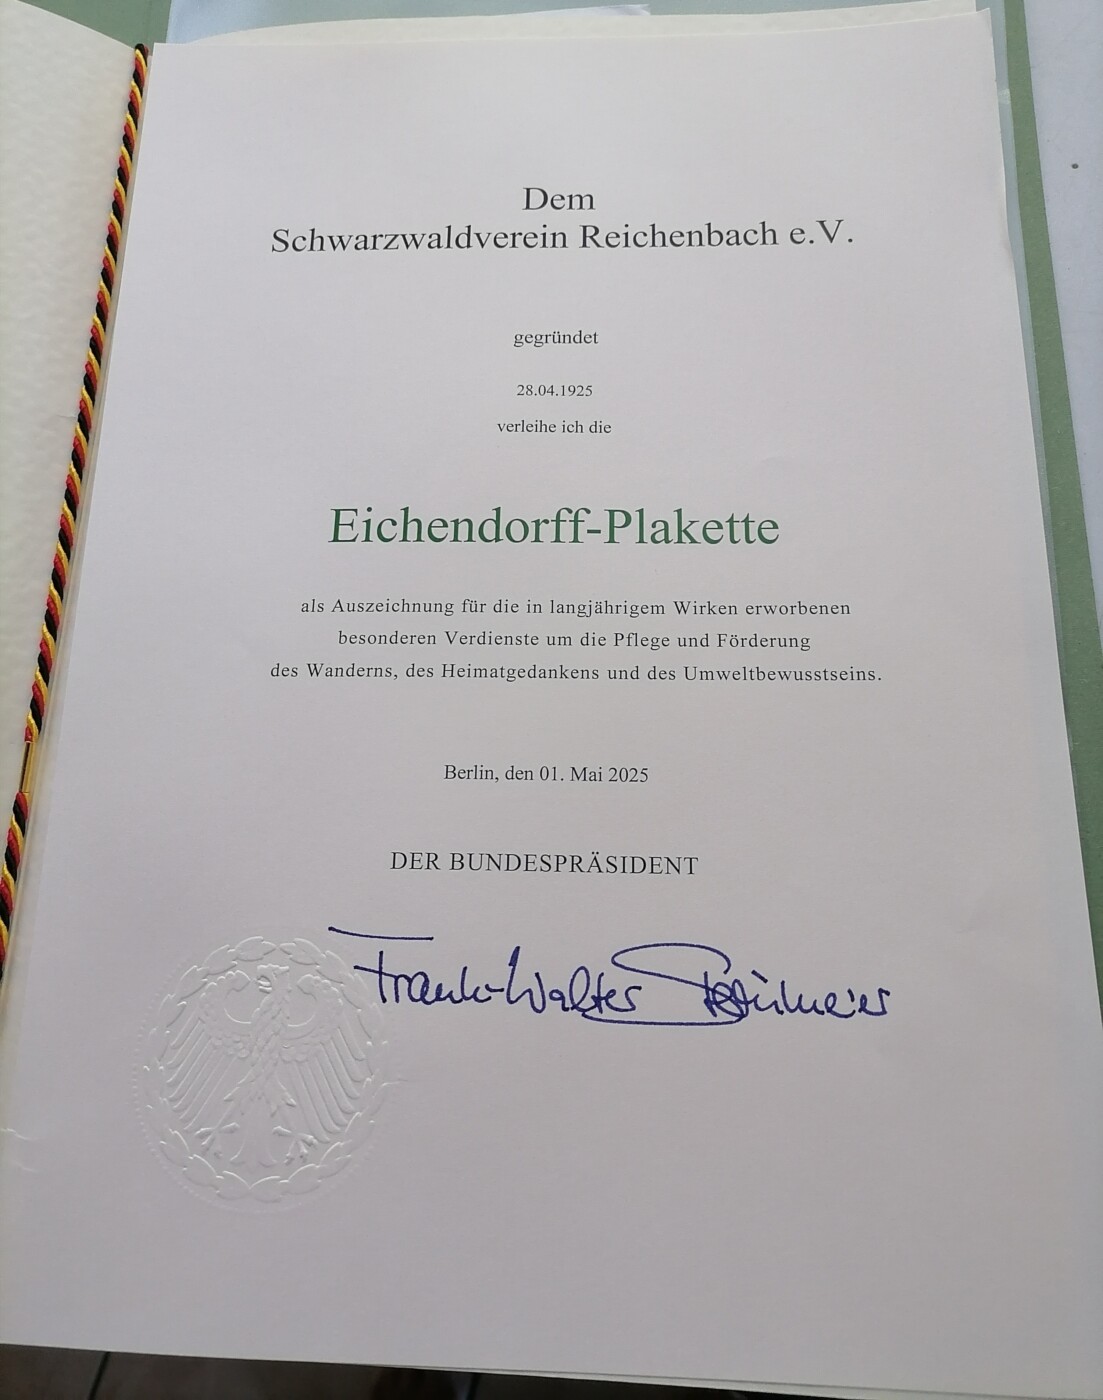 Dem
Schwarzwaldverein Reichenbach e.V.
gegründet
28.04.1925
verleihe ich die
Eichendorff-Plakette
als Auszeichnung für die in langjährigem Wirken erworbenen
besonderen Verdienste um die Pflege und Förderung
des Wanderns, des Heimatgedankens und des Umweltbewusstseins.
Berlin, den 01. Mai 2025
DER BUNDESPRÄSIDENT
Frank-Walter Steinmeier